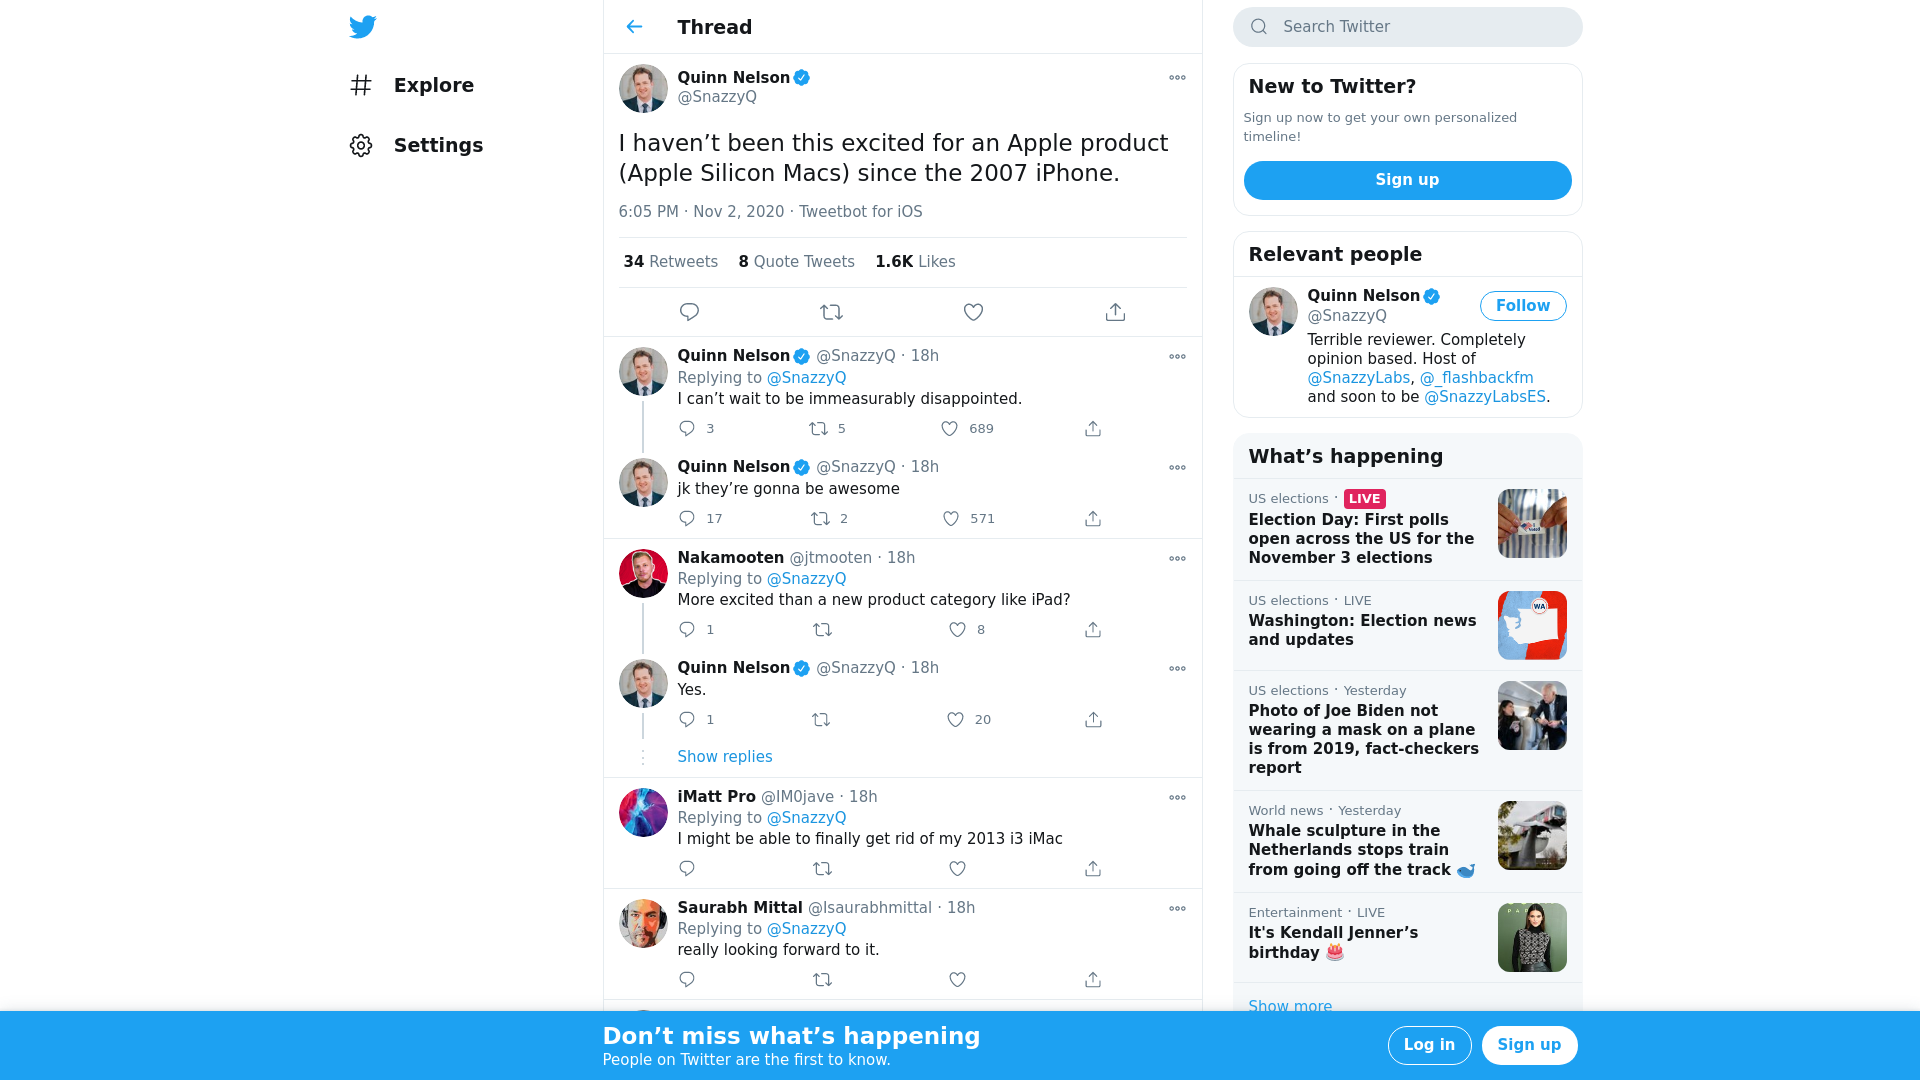 Explore
Settings
Thread
Quinn Nelson
@SnazzyQ
I haven’t been this excited for an Apple product
(Apple Silicon Macs) since the 2007 iPhone.
6:05 PM · Nov 2, 2020 · Tweetbot for iOS
34 Retweets 8 Quote Tweets 1.6K Likes
Quinn Nelson @SnazzyQ · 18h
Replying to @SnazzyQ
I can’t wait to be immeasurably disappointed.
3 5 689
Quinn Nelson @SnazzyQ · 18h
jk they’re gonna be awesome
17 2 571
Nakamooten @jtmooten · 18h
Replying to @SnazzyQ
More excited than a new product category like iPad?
1 8
Quinn Nelson @SnazzyQ · 18h
Yes.
1 20
Show replies
iMatt Pro @IM0jave · 18h
Replying to @SnazzyQ
I might be able to finally get rid of my 2013 i3 iMac
Saurabh Mittal @Isaurabhmittal · 18h
Replying to @SnazzyQ
really looking forward to it.
Search Twitter
New to Twitter?
Sign up now to get your own personalized
timeline!
Sign up
Relevant people
Quinn Nelson
@SnazzyQ
Follow
Terrible reviewer. Completely
opinion based. Host of
@SnazzyLabs, @_flashbackfm
and soon to be @SnazzyLabsES.
What’s happening
US elections · LIVE
Election Day: First polls
open across the US for the
November 3 elections
US elections · LIVE
Washington: Election news
and updates
WA
US elections · Yesterday
Photo of Joe Biden not
wearing a mask on a plane
is from 2019, fact-checkers
report
World news · Yesterday
Whale sculpture in the
Netherlands stops train
from going off the track 🐋
Entertainment · LIVE
It's Kendall Jenner’s
birthday 🎂
Show more
Don’t miss what’s happening
People on Twitter are the first to know.
Log in
Sign up